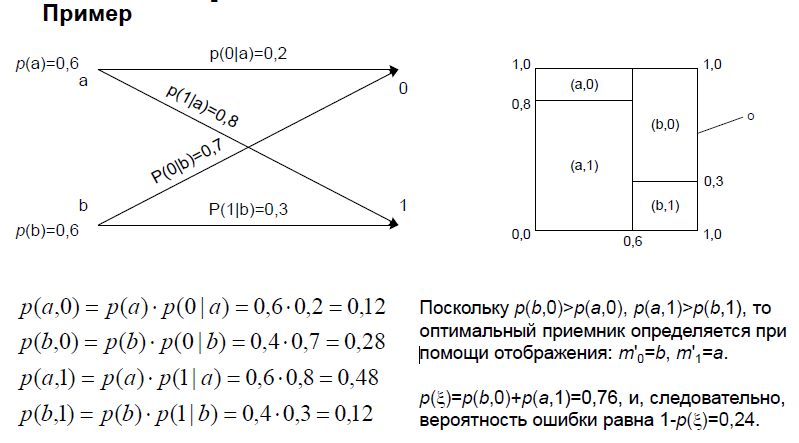 Пример
p(a)=0,6
a
p(0|a)=0,2
0
p(1|a)=0,8
P(0|b)=0,7
b
p(b)=0,6
P(1|b)=0,3
1
1,0
1,0
(a,0)
0,8
(b,0)
o
(a,1)
0,3
(b,1)
0,0
0,6
1,0
p(a,0) = p(a)· p(0 | a) = 0,6·0,2 = 0,12
p(b,0) = p(b)· p(0 | b) = 0,4·0,7 = 0,28
p(a,1) = p(a)· p(1 | a) = 0,6·0,8 = 0,48
p(b,1) = p(b)· p(1 | b) = 0,4·0,3 = 0,12
Поскольку p(b,0)>p(a,0), p(a,1)>p(b,1), то
оптимальный приемник определяется при
помощи отображения: m'₀=b, m'₁=a.
p(ξ)=p(b,0)+p(a,1)=0,76, и, следовательно,
вероятность ошибки равна 1-p(ξ)=0,24.